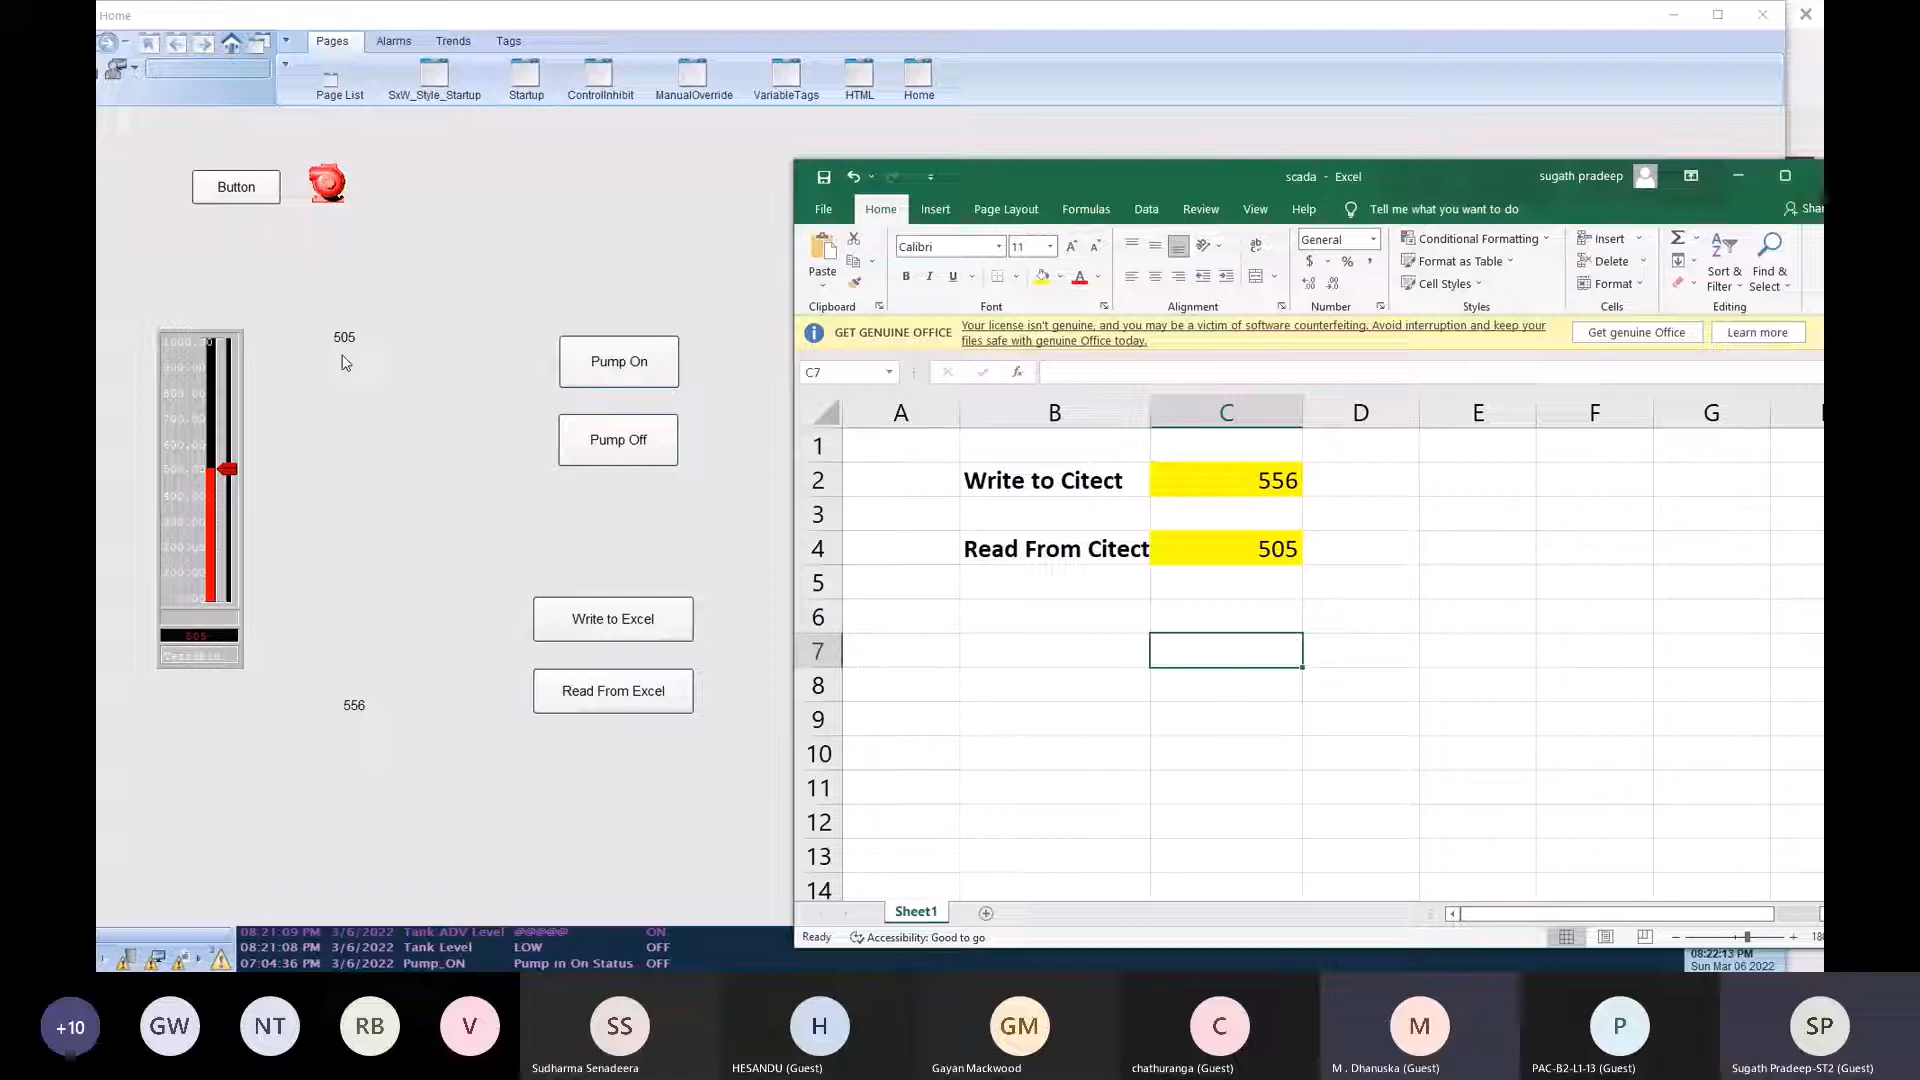 Home
Pages Alarms Trends Tags
Page List SxW_Style_Startup Startup ControlInhibit ManualOverride VariableTags HTML Home
Button
505
Pump On
Pump Off
505
Write to Excel
Read From Excel
556
scada - Excel
sugath pradeep
File Home Insert Page Layout Formulas Data Review View Help Tell me what you want to do
Paste
Calibri 11
B I U
General
$ % ,
Conditional Formatting
Format as Table
Cell Styles
Insert
Delete
Format
Sort & Filter
Find & Select
Clipboard Font Alignment Number Styles Cells Editing
GET GENUINE OFFICE Your license isn't genuine, and you may be a victim of software counterfeiting. Avoid interruption and keep your
files safe with genuine Office today.
Get genuine Office Learn more
C7 fx
A B C D E F G
1
2 Write to Citect 556
3
4 Read From Citect 505
5
6
7
8
9
10
11
12
13
14
Sheet1
Ready Accessibility: Good to go
08:21:09 PM 3/6/2022 Tank ADV Level @@@@@ ON
08:21:08 PM 3/6/2022 Tank Level LOW OFF
07:04:36 PM 3/6/2022 Pump_ON Pump in On Status OFF
08:22:13 PM
Sun Mar 06 2022
+10 GW NT RB V SS H GM C M P SP
Sudharma Senadeera HESANDU (Guest) Gayan Mackwood chathuranga (Guest) M . Dhanuska (Guest) PAC-B2-L1-13 (Guest) Sugath Pradeep-ST2 (Guest)